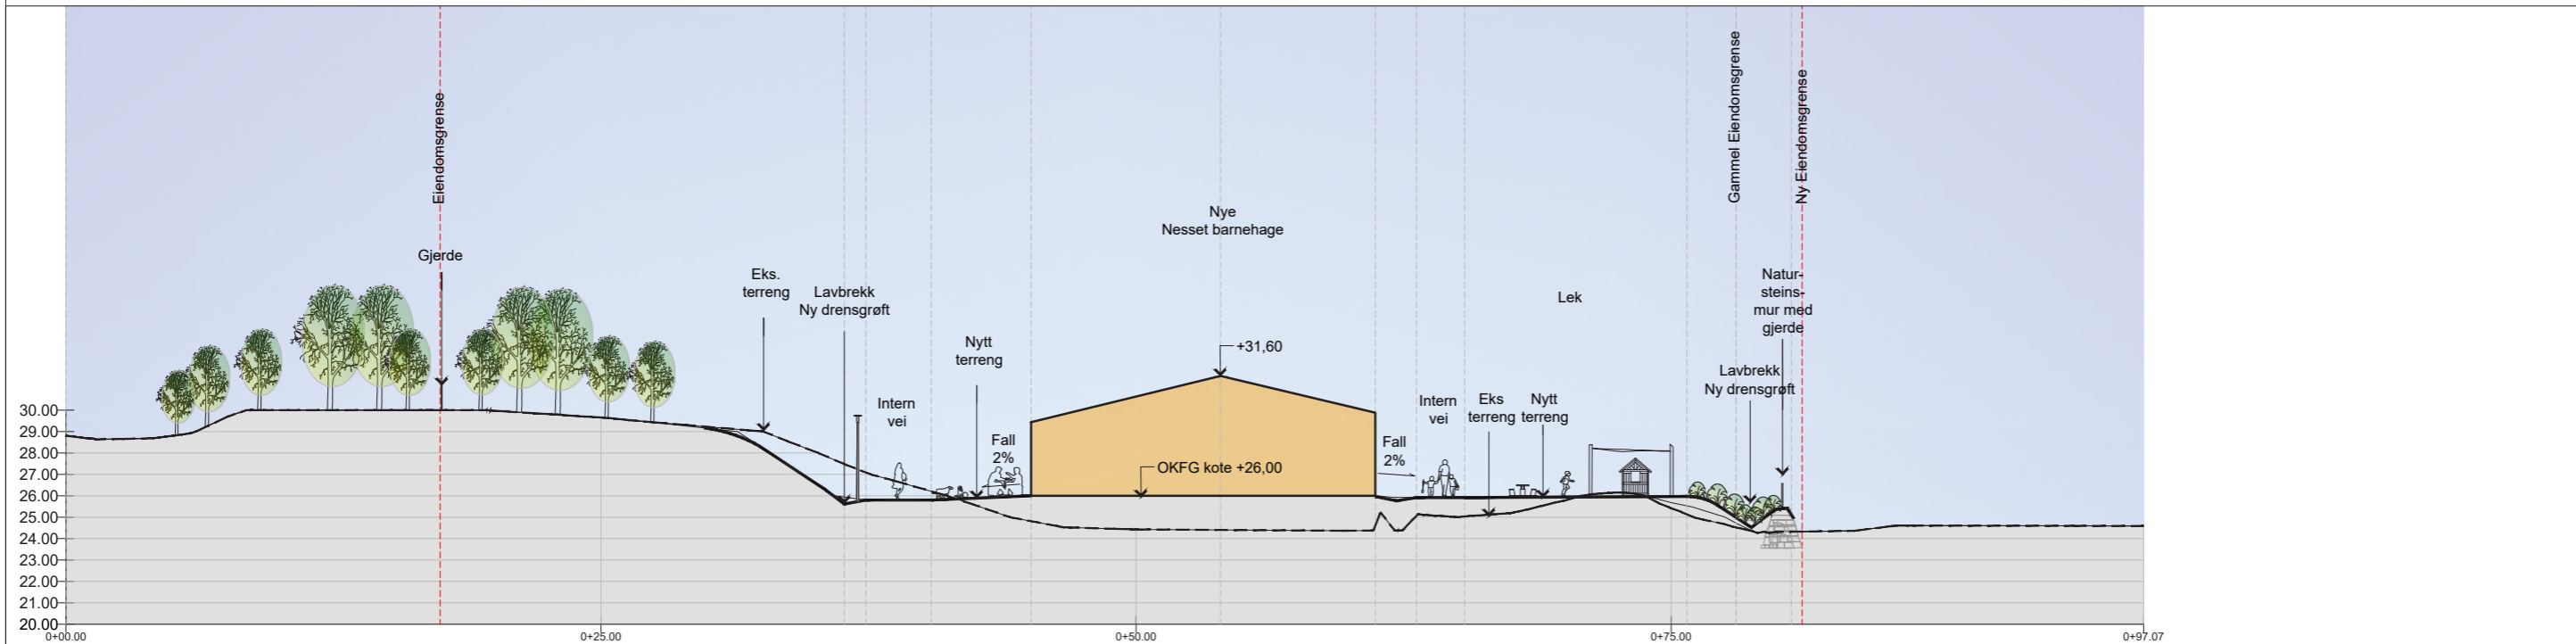 Eiendomsgrense
Gammel Eiendomsgrense
Ny Eiendomsgrense
Nye
Nesset barnehage
Gjerde
Eks.
terreng
Lavbrekk
Ny drensgrøft
Lek
Natur-
steins-
mur med
gjerde
Nytt
terreng
+31,60
Lavbrekk
Ny drensgrøft
Intern
vei
Intern
vei
Eks
terreng
Nytt
terreng
Fall
2%
Fall
2%
OKFG kote +26,00
30.00
29.00
28.00
27.00
26.00
25.00
24.00
23.00
22.00
21.00
20.00
0+00.00
0+25.00
0+50.00
0+75.00
0+97.07